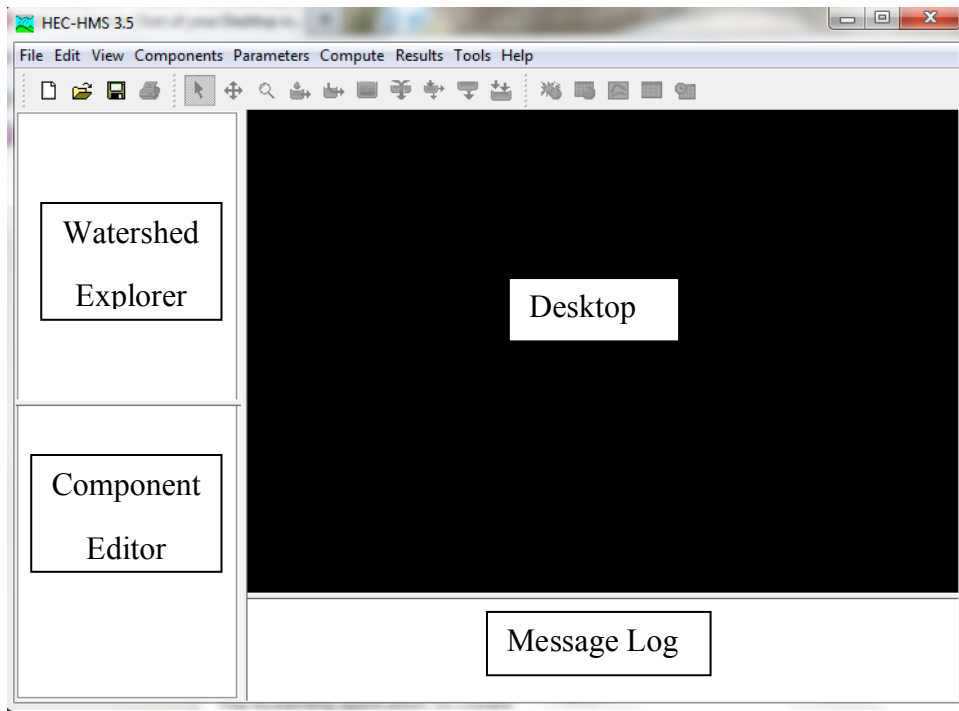 HEC-HMS 3.5
File Edit View Components Parameters Compute Results Tools Help
Watershed
Explorer
Desktop
Component
Editor
Message Log